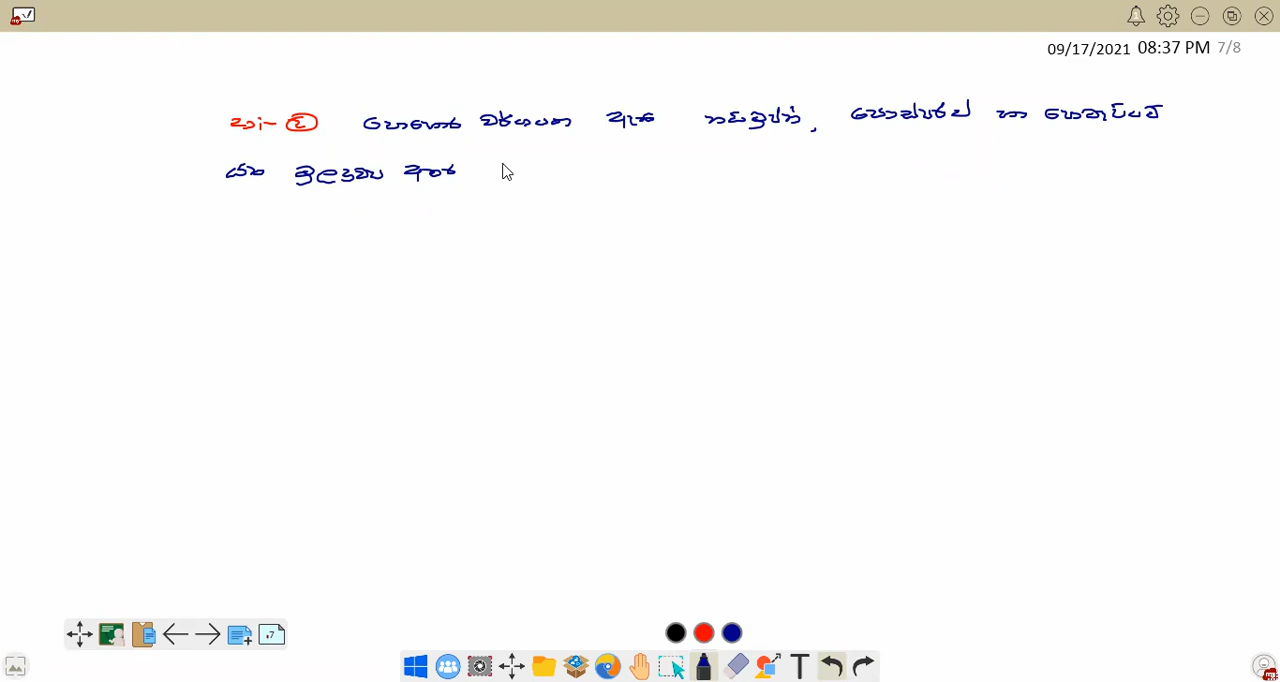 09/17/2021 08:37 PM 7/8
පොහොර වර්ගයක ඇති නයිට්‍රජන්, පොස්පරස් හා පොටෑසියම්
යන මූලද්‍රව්‍ය අතර